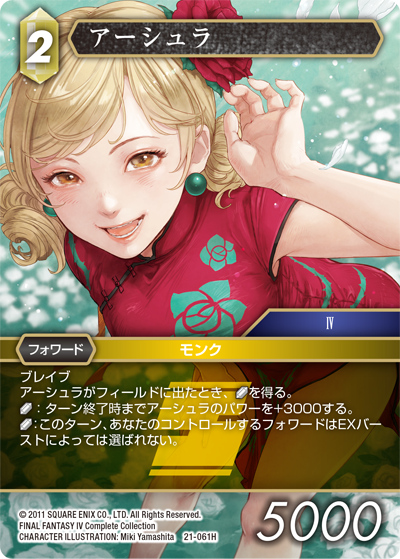 2
アーシュラ
Ⅳ
フォワード
モンク
ブレイブ
アーシュラがフィールドに出たとき、を得る。
：ターン終了時までアーシュラのパワーを+3000する。
：このターン、あなたのコントロールするフォワードはEXバー
ストによっては選ばれない。
© 2011 SQUARE ENIX CO., LTD. All Rights Reserved.
FINAL FANTASY IV Complete Collection
CHARACTER ILLUSTRATION: Miki Yamashita 21-061H
5000